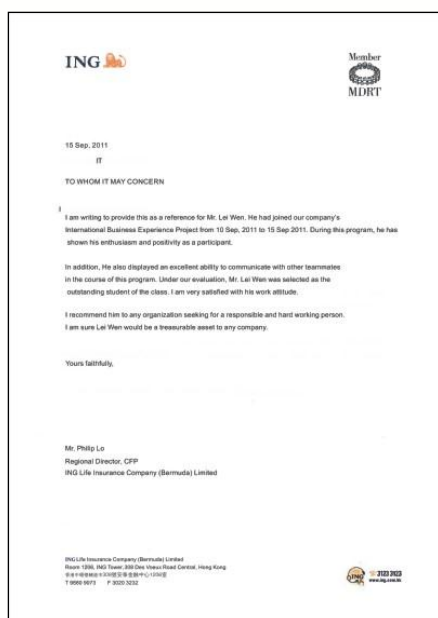 ING
Member
MDRT
15 Sep, 2011
IT
TO WHOM IT MAY CONCERN
I
I am writing to provide this as a reference for Mr. Lei Wen. He had joined our company's
International Business Experience Project from 10 Sep, 2011 to 15 Sep 2011. During this program, he has
shown his enthusiasm and positivity as a participant.
In addition, He also displayed an excellent ability to communicate with other teammates
in the course of this program. Under our evaluation, Mr. Lei Wen was selected as the
outstanding student of the class. I am very satisfied with his work attitude.
I recommend him to any organization seeking for a responsible and hard working person.
I am sure Lei Wen would be a treasurable asset to any company.
Yours faithfully,
Mr, Philip Lo
Regional Director, CFP
ING Life Insurance Company (Bermuda) Limited
ING Life Insurance Company (Bermuda) Limited
Room 1208, ING Tower, 308 Des Voeux Road Central, Hong Kong
ING
www.ing.com.hk